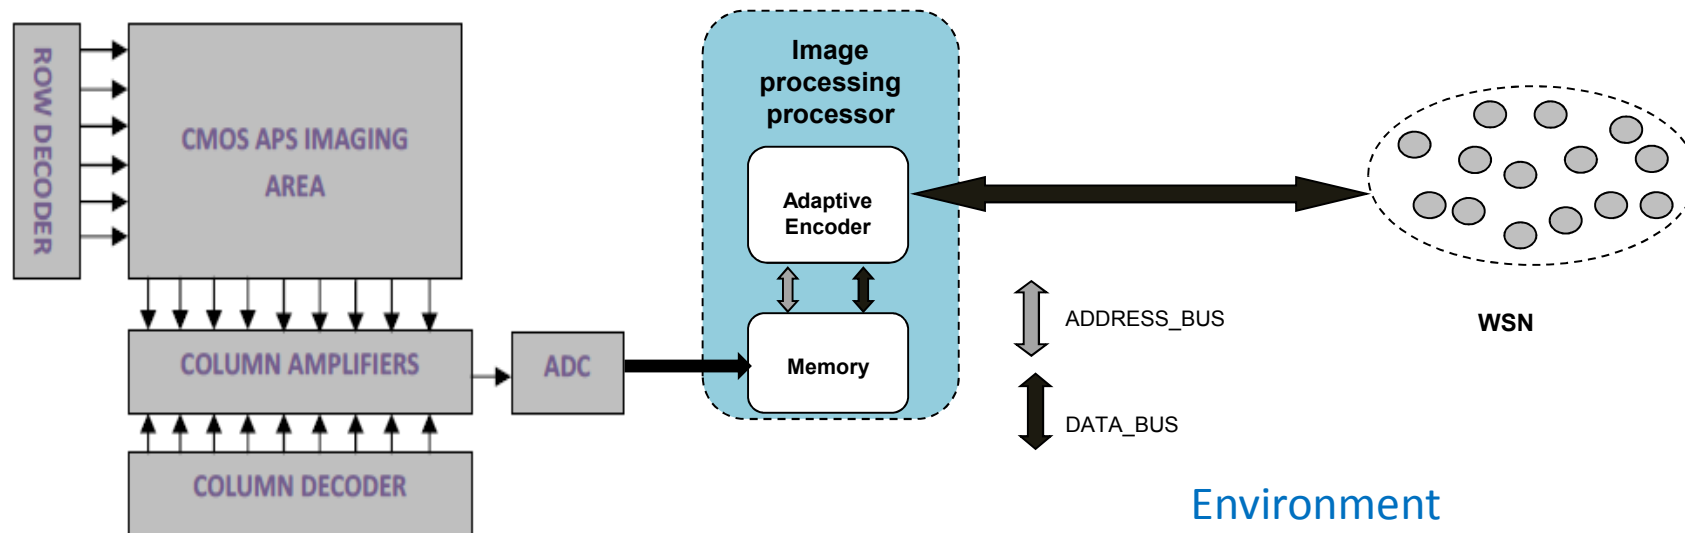 ROW DECODER
CMOS APS IMAGING
AREA
COLUMN AMPLIFIERS
COLUMN DECODER
ADC
Image
processing
processor
Adaptive
Encoder
Memory
ADDRESS_BUS
DATA_BUS
WSN
Environment